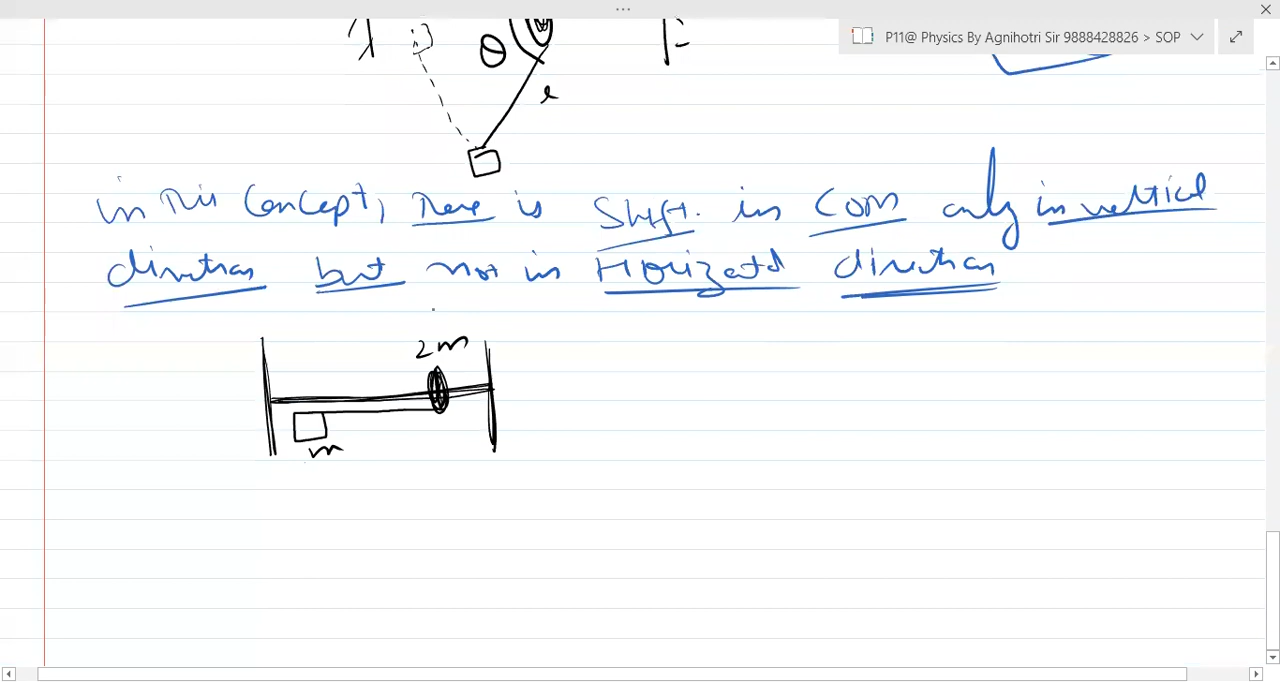 ...
P11@ Physics By Agnihotri Sir 9888428826 > SOP
λ θ
l
in this Concept, There is Shift. in COM only in vertical
direction but not in Horizatd direction
2m
m